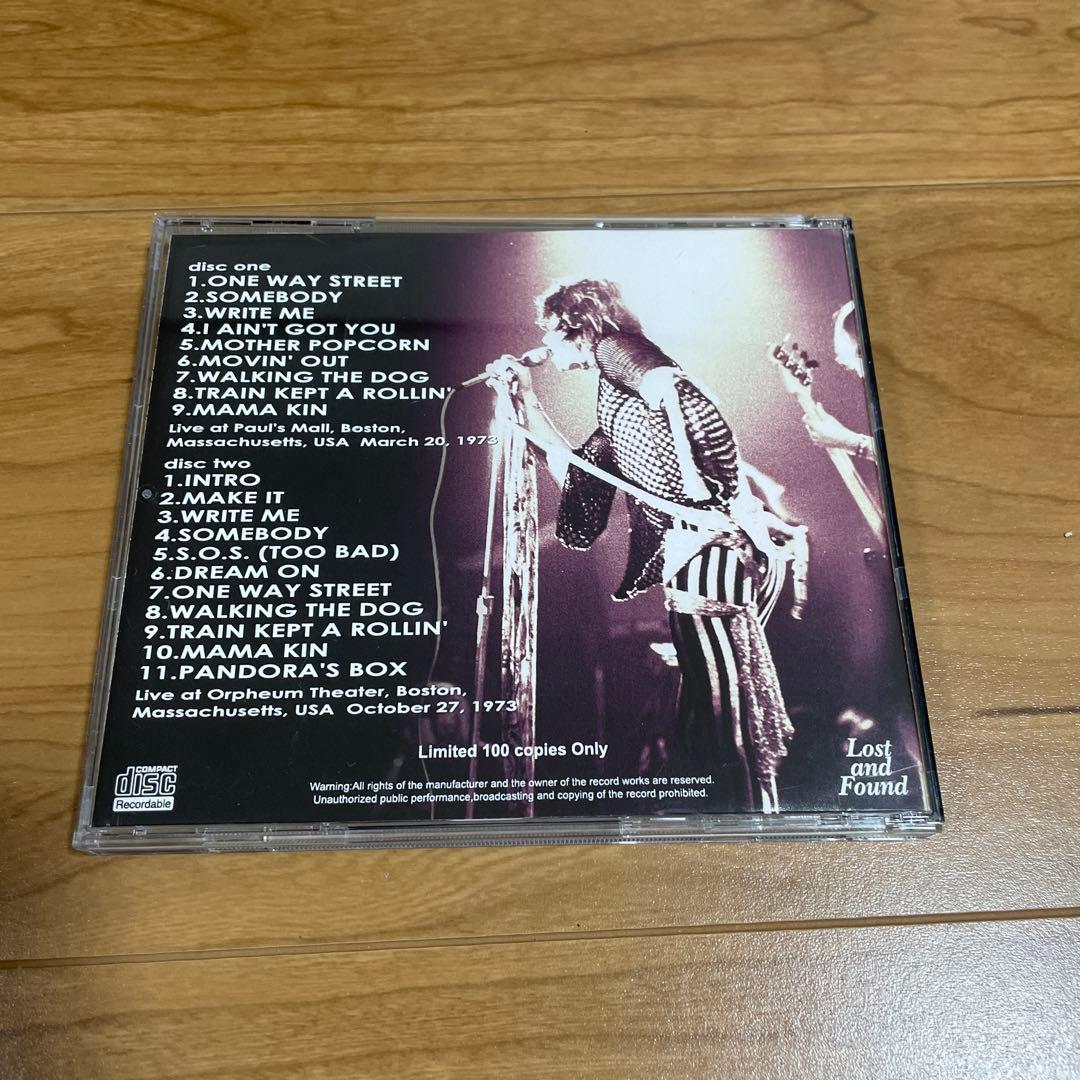 disc one
1.ONE WAY STREET
2.SOMEBODY
3.WRITE ME
4.I AIN'T GOT YOU
5.MOTHER POPCORN
6.MOVIN' OUT
7.WALKING THE DOG
8.TRAIN KEPT A ROLLIN'
9.MAMA KIN
Live at Paul's Mall, Boston,
Massachusetts, USA March 20, 1973
disc two
1.INTRO
2.MAKE IT
3.WRITE ME
4.SOMEBODY
5.S.O.S. (TOO BAD)
6.DREAM ON
7.ONE WAY STREET
8.WALKING THE DOG
9.TRAIN KEPT A ROLLIN'
10.MAMA KIN
11.PANDORA'S BOX
Live at Orpheum Theater, Boston,
Massachusetts, USA October 27, 1973
Limited 100 copies Only
COMPACT
disc
Recordable
Warning:All rights of the manufacturer and the owner of the record works are reserved.
Unauthorized public performance,broadcasting and copying of the record prohibited.
Lost
and
Found